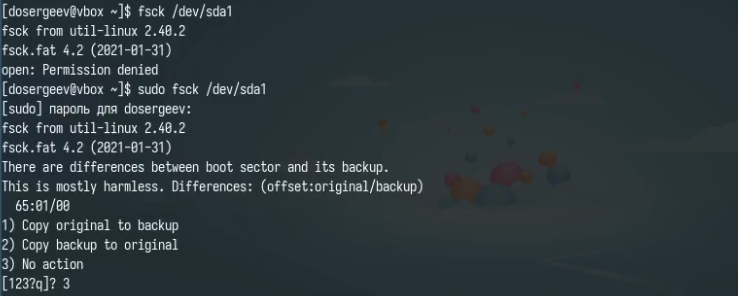 [dosergeev@vbox ~]$ fsck /dev/sda1
fsck from util-linux 2.40.2
fsck.fat 4.2 (2021-01-31)
open: Permission denied
[dosergeev@vbox ~]$ sudo fsck /dev/sda1
[sudo] пароль для dosergeev:
fsck from util-linux 2.40.2
fsck.fat 4.2 (2021-01-31)
There are differences between boot sector and its backup.
This is mostly harmless. Differences: (offset:original/backup)
  65:01/00
1) Copy original to backup
2) Copy backup to original
3) No action
[123?q]? 3